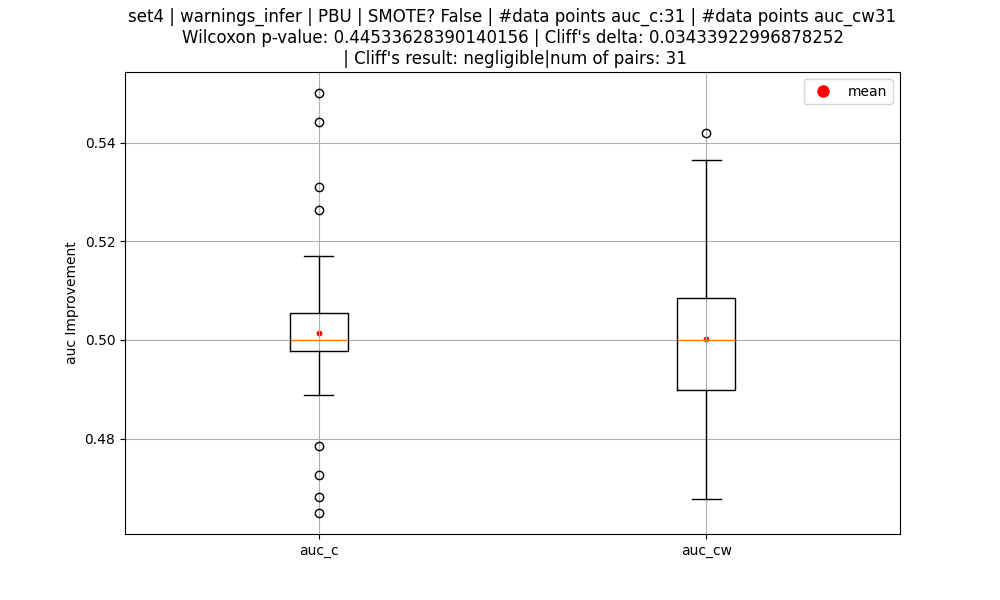 set4 | warnings_infer | PBU | SMOTE? False | #data points auc_c:31 | #data points auc_cw31
Wilcoxon p-value: 0.44533628390140156 | Cliff's delta: 0.03433922996878252
| Cliff's result: negligible|num of pairs: 31
mean
0.54
0.52
0.50
0.48
auc Improvement
auc_c
auc_cw